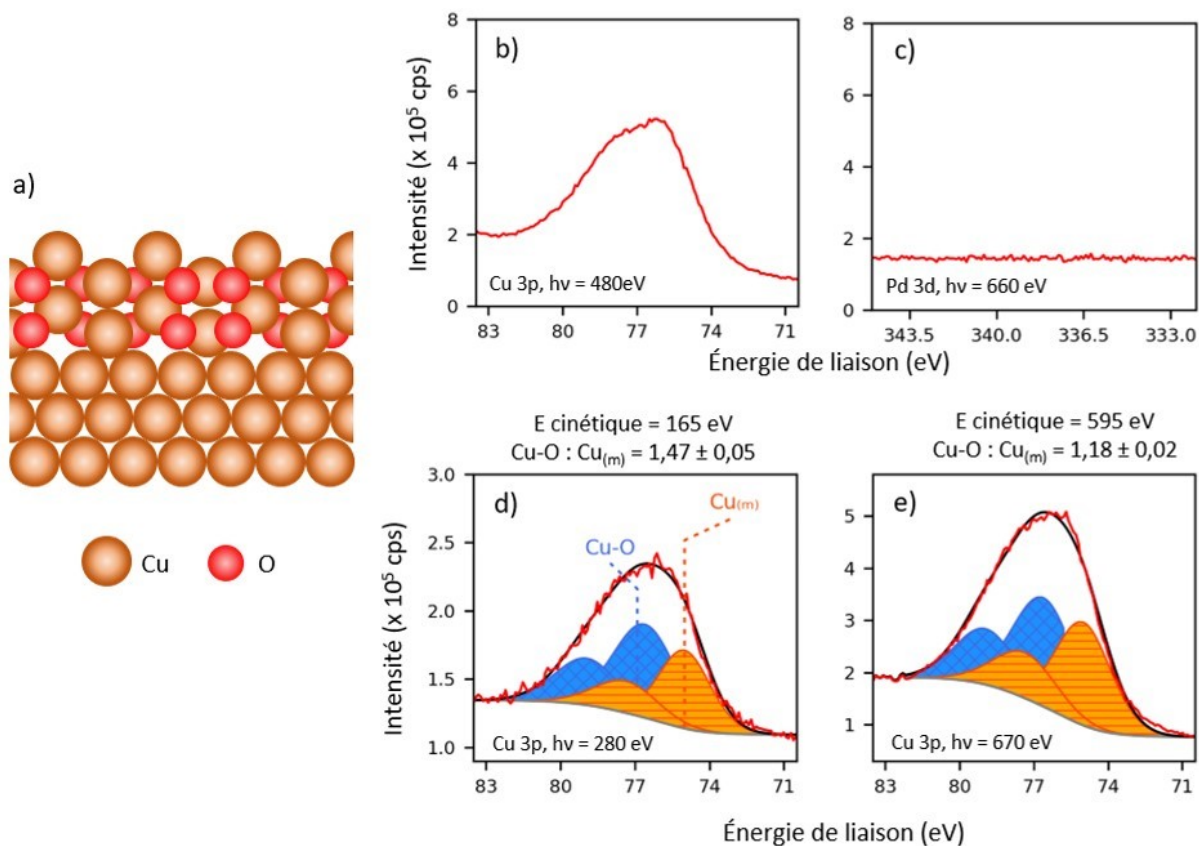 a)
Cu
O
b)
8
6
4
2
0
Intensité (x 10⁵ cps)
Cu 3p, hν = 480eV
83
80
77
74
71
c)
8
6
4
2
0
Pd 3d, hν = 660 eV
343.5
340.0
336.5
333.0
Énergie de liaison (eV)
E cinétique = 165 eV
Cu-O : Cu(m) = 1,47 ± 0,05
d)
3.0
2.5
2.0
1.5
1.0
Intensité (x 10⁵ cps)
Cu-O
Cu(m)
Cu 3p, hν = 280 eV
83
80
77
74
71
E cinétique = 595 eV
Cu-O : Cu(m) = 1,18 ± 0,02
e)
5
4
3
2
1
Cu 3p, hν = 670 eV
83
80
77
74
71
Énergie de liaison (eV)